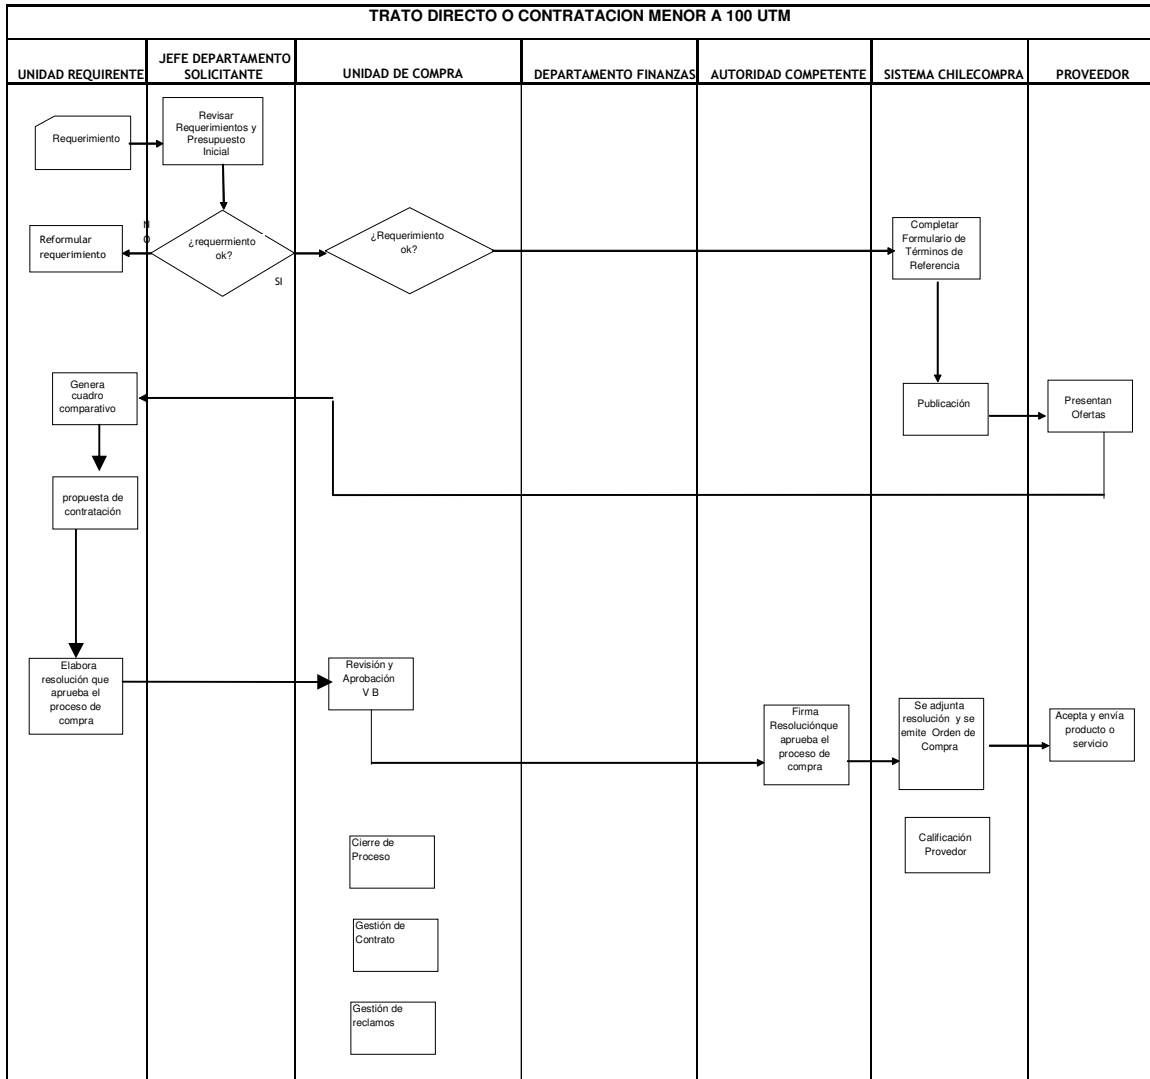 TRATO DIRECTO O CONTRATACION MENOR A 100 UTM
UNIDAD REQUIRENTE
JEFE DEPARTAMENTO
SOLICITANTE
UNIDAD DE COMPRA
DEPARTAMENTO FINANZAS
AUTORIDAD COMPETENTE
SISTEMA CHILECOMPRA
PROVEEDOR
Requerimiento
Revisar
Requerimientos y
Presupuesto
Inicial
Reformular
requerimiento
N
O
¿requermiento
ok?
SI
¿Requerimiento
ok?
Completar
Formulario de
Términos de
Referencia
Genera
cuadro
comparativo
Publicación
Presentan
Ofertas
propuesta de
contratación
Elabora
resolución que
aprueba el
proceso de
compra
Revisión y
Aprobación
V B
Firma
Resoluciónque
aprueba el
proceso de
compra
Se adjunta
resolución y se
emite Orden de
Compra
Acepta y envía
producto o
servicio
Cierre de
Proceso
Calificación
Provedor
Gestión de
Contrato
Gestión de
reclamos